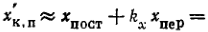 x′к.п ≈ xпост + kₓ xпер =